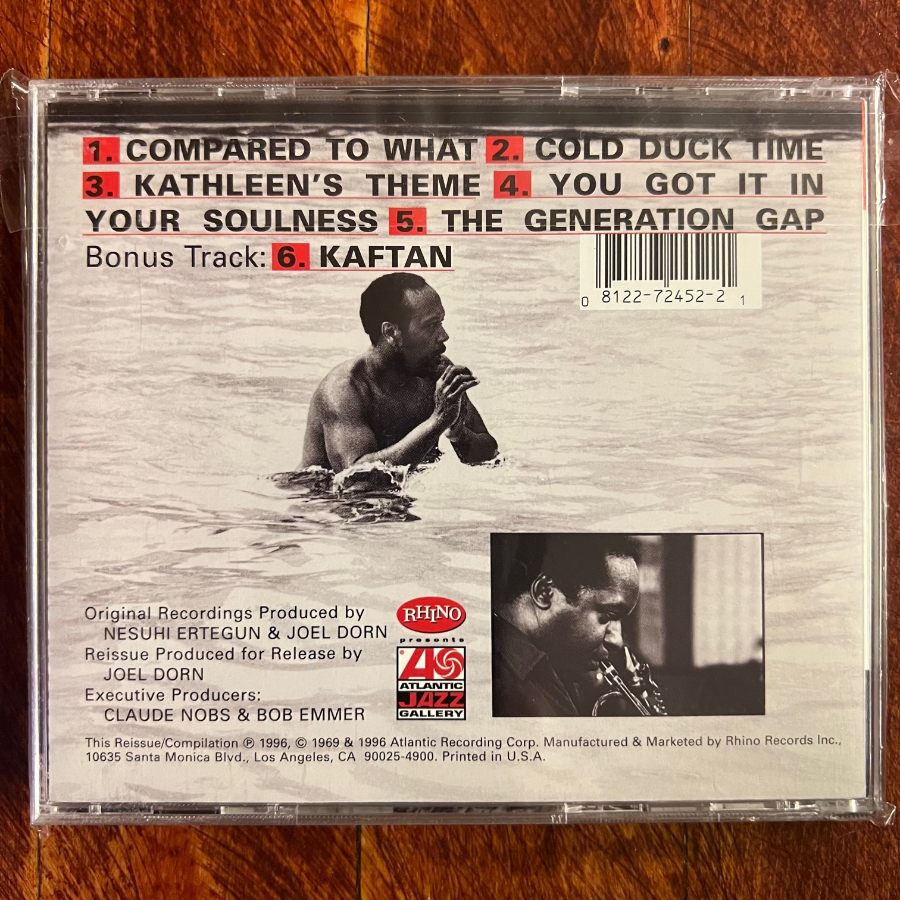 1. COMPARED TO WHAT 2. COLD DUCK TIME
3. KATHLEEN'S THEME 4. YOU GOT IT IN
YOUR SOULNESS 5. THE GENERATION GAP
Bonus Track: 6. KAFTAN
0 8122-72452-2 1
Original Recordings Produced by
NESUHI ERTEGUN & JOEL DORN
Reissue Produced for Release by
JOEL DORN
Executive Producers:
CLAUDE NOBS & BOB EMMER
RHINO
presents
ATLANTIC
JAZZ
GALLERY
This Reissue/Compilation ℗ 1996, © 1969 & 1996 Atlantic Recording Corp. Manufactured & Marketed by Rhino Records Inc.,
10635 Santa Monica Blvd., Los Angeles, CA 90025-4900. Printed in U.S.A.